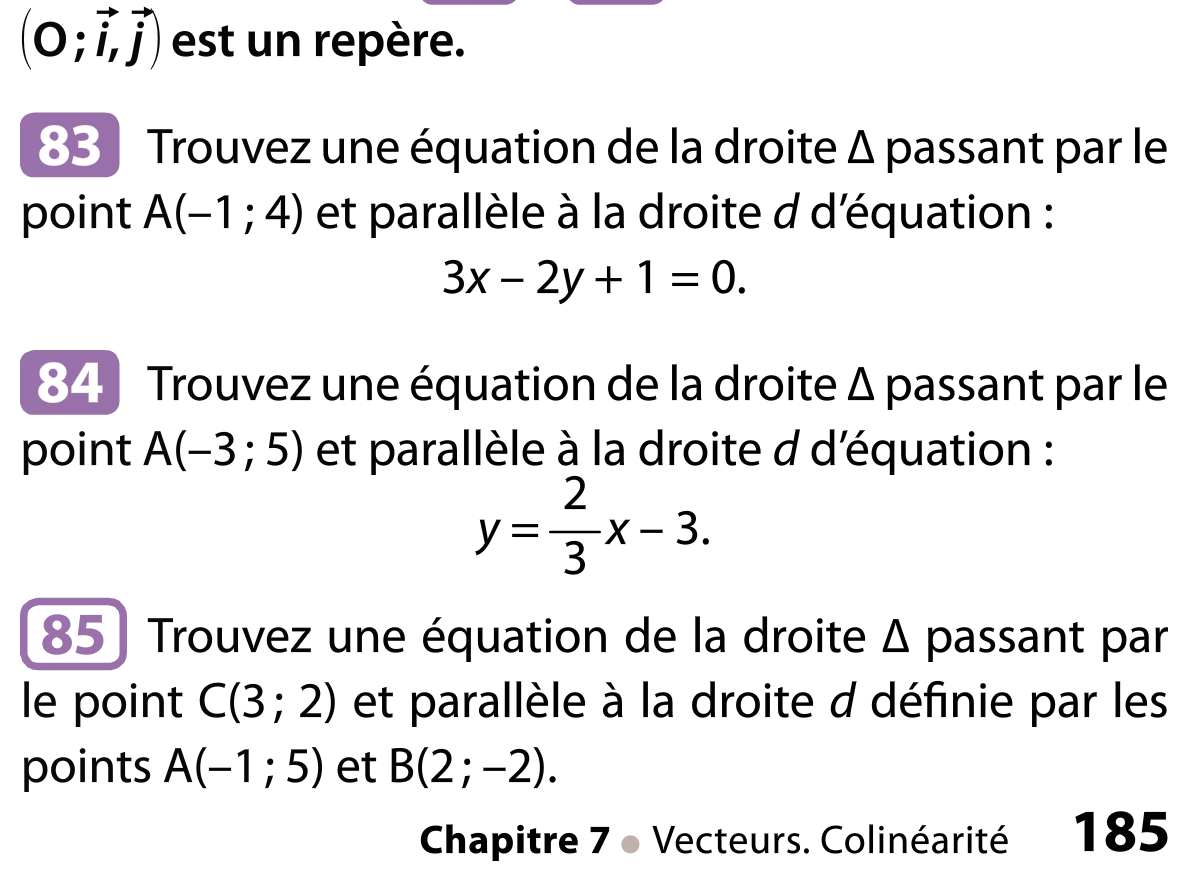 (O ; i⃗, j⃗) est un repère.
83 Trouvez une équation de la droite Δ passant par le
point A(–1 ; 4) et parallèle à la droite d d’équation :
3x – 2y + 1 = 0.
84 Trouvez une équation de la droite Δ passant par le
point A(–3 ; 5) et parallèle à la droite d d’équation :
y = 2/3 x – 3.
85 Trouvez une équation de la droite Δ passant par
le point C(3 ; 2) et parallèle à la droite d définie par les
points A(–1 ; 5) et B(2 ; –2).
Chapitre 7 ● Vecteurs. Colinéarité 185